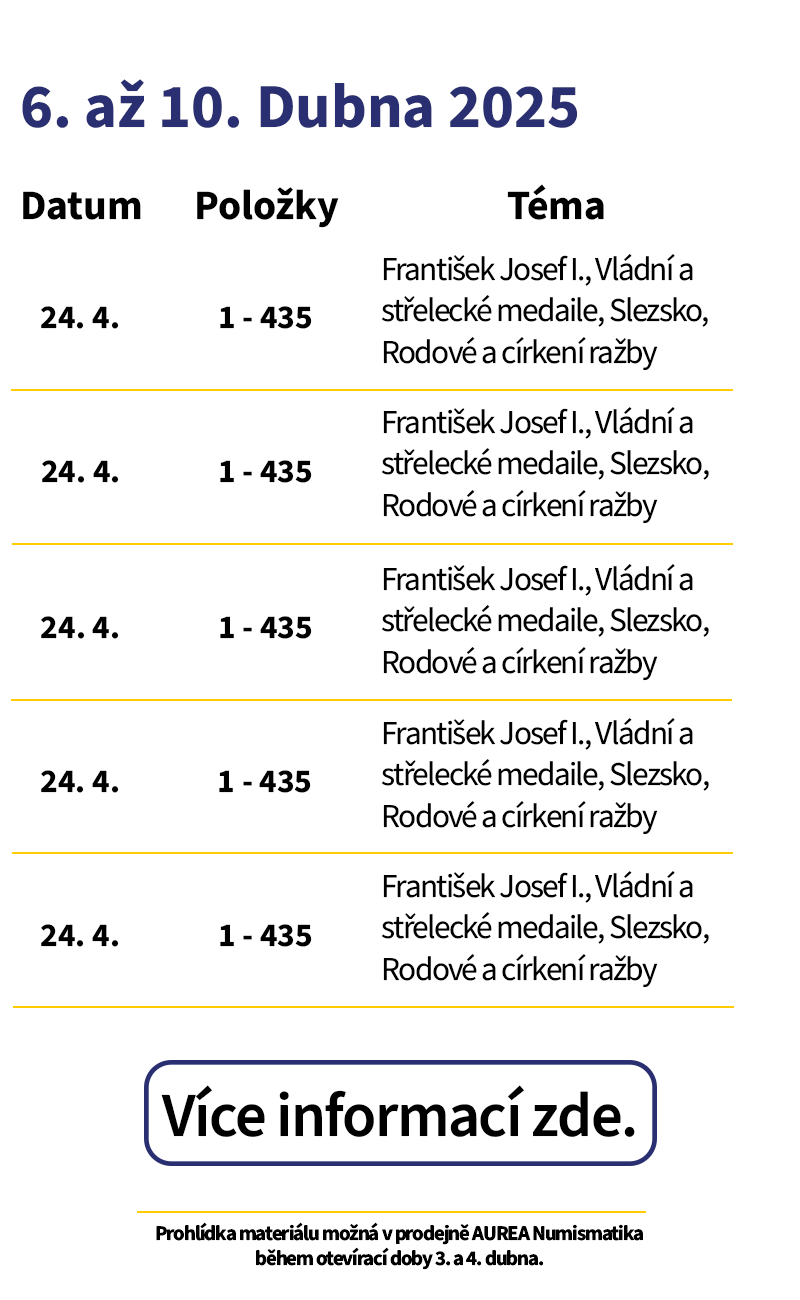 6. až 10. Dubna 2025
Datum Položky Téma
František Josef I., Vládní a
24. 4. 1 - 435 střelecké medaile, Slezsko,
Rodové a církení ražby
František Josef I., Vládní a
24. 4. 1 - 435 střelecké medaile, Slezsko,
Rodové a církení ražby
František Josef I., Vládní a
24. 4. 1 - 435 střelecké medaile, Slezsko,
Rodové a církení ražby
František Josef I., Vládní a
24. 4. 1 - 435 střelecké medaile, Slezsko,
Rodové a církení ražby
František Josef I., Vládní a
24. 4. 1 - 435 střelecké medaile, Slezsko,
Rodové a církení ražby
Více informací zde.
Prohlídka materiálu možná v prodejně AUREA Numismatika
během otevírací doby 3. a 4. dubna.